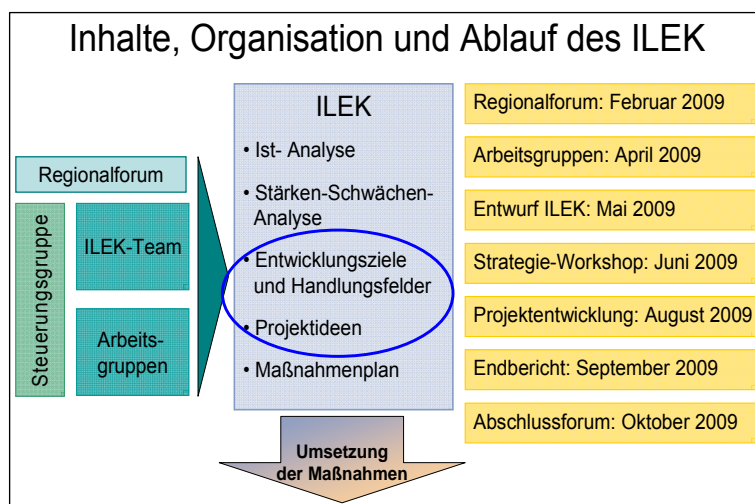 Inhalte, Organisation und Ablauf des ILEK
Regionalforum
Steuerungsgruppe
ILEK-Team
Arbeits-
gruppen
ILEK
• Ist- Analyse
• Stärken-Schwächen-
Analyse
• Entwicklungsziele
und Handlungsfelder
• Projektideen
• Maßnahmenplan
Umsetzung
der Maßnahmen
Regionalforum: Februar 2009
Arbeitsgruppen: April 2009
Entwurf ILEK: Mai 2009
Strategie-Workshop: Juni 2009
Projektentwicklung: August 2009
Endbericht: September 2009
Abschlussforum: Oktober 2009